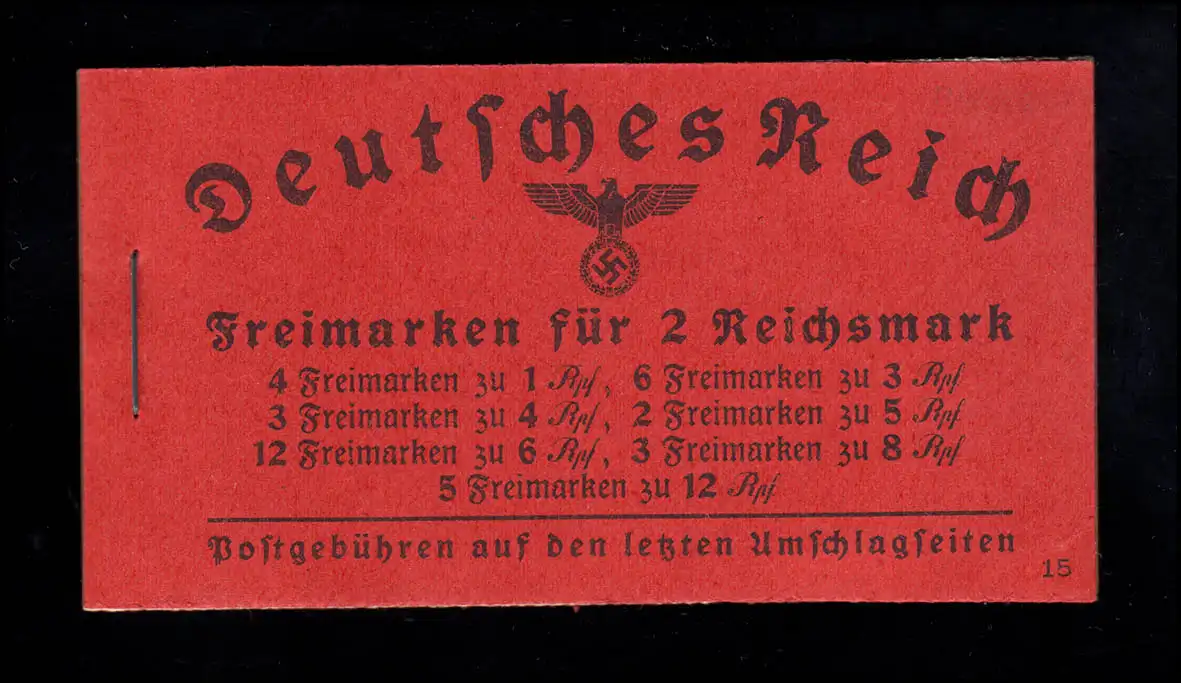 Deutsches Reich
Freimarken für 2 Reichsmark
4 Freimarken zu 1 Rpf, 6 Freimarken zu 3 Rpf
3 Freimarken zu 4 Rpf, 2 Freimarken zu 5 Rpf
12 Freimarken zu 6 Rpf, 3 Freimarken zu 8 Rpf
5 Freimarken zu 12 Rpf
Postgebühren auf den letzten Umschlagseiten
15